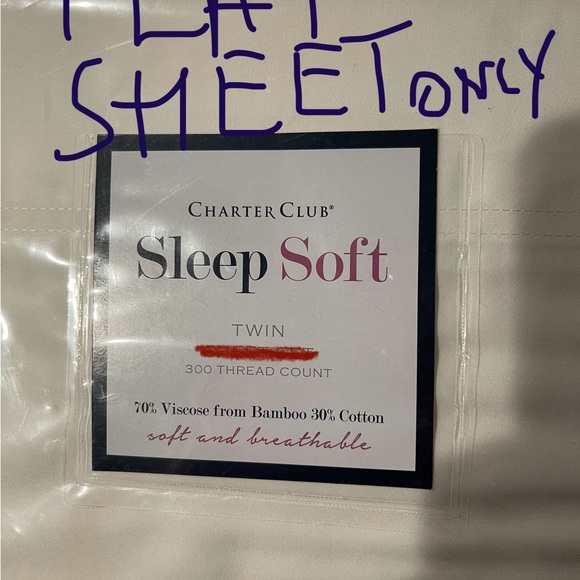 FLAT
SHEET ONLY
CHARTER CLUB®
Sleep Soft
TWIN
300 THREAD COUNT
70% Viscose from Bamboo 30% Cotton
soft and breathable